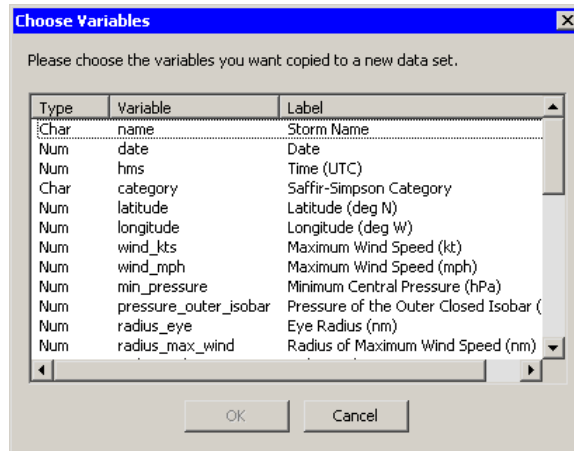 Choose Variables
Please choose the variables you want copied to a new data set.
Type Variable Label
Char name Storm Name
Num date Date
Num hms Time (UTC)
Char category Saffir-Simpson Category
Num latitude Latitude (deg N)
Num longitude Longitude (deg W)
Num wind_kts Maximum Wind Speed (kt)
Num wind_mph Maximum Wind Speed (mph)
Num min_pressure Minimum Central Pressure (hPa)
Num pressure_outer_isobar Pressure of the Outer Closed Isobar (
Num radius_eye Eye Radius (nm)
Num radius_max_wind Radius of Maximum Wind Speed (nm)
OK Cancel